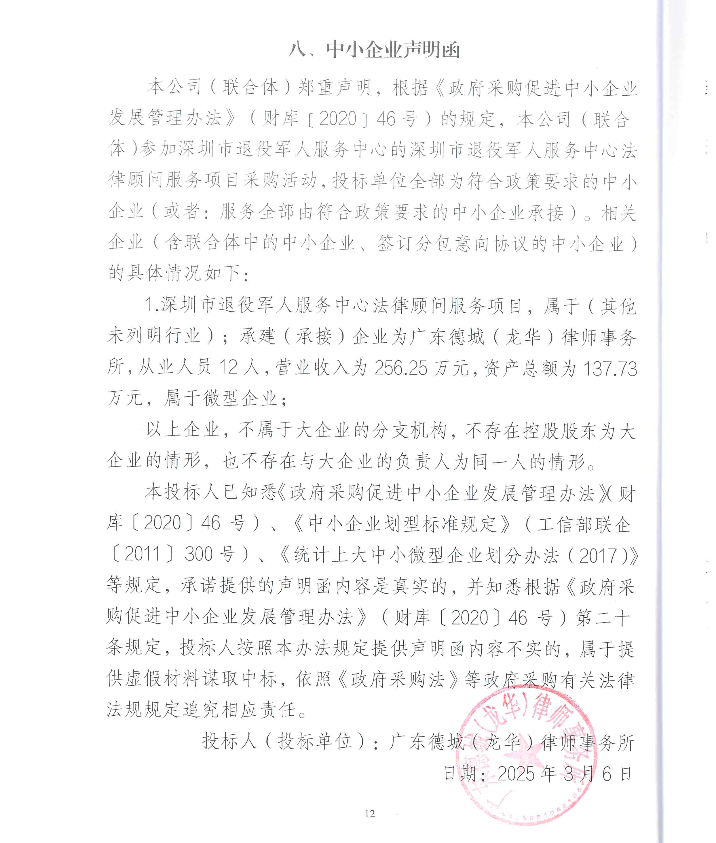 八、中小企业声明函
本公司（联合体）郑重声明，根据《政府采购促进中小企业
发展管理办法》（财库〔2020〕46号）的规定，本公司（联合
体）参加深圳市退役军人服务中心的深圳市退役军人服务中心法
律顾问服务项目采购活动，投标单位全部为符合政策要求的中小
企业（或者：服务全部由符合政策要求的中小企业承接）。相关
企业（含联合体中的中小企业、签订分包意向协议的中小企业）
的具体情况如下：
1.深圳市退役军人服务中心法律顾问服务项目，属于（其他
未列明行业）；承建（承接）企业为广东德城（龙华）律师事务
所，从业人员12人，营业收入为256.25万元，资产总额为137.73
万元，属于微型企业；
以上企业，不属于大企业的分支机构，不存在控股股东为大
企业的情形，也不存在与大企业的负责人为同一人的情形。
本投标人已知悉《政府采购促进中小企业发展管理办法》（财
库〔2020〕46 号）、《中小企业划型标准规定》（工信部联企
〔2011〕300号）、《统计上大中小微型企业划分办法（2017）》
等规定，承诺提供的声明函内容是真实的，并知悉根据《政府采
购促进中小企业发展管理办法》（财库〔2020〕46 号）第二十
条规定，投标人按照本办法规定提供声明函内容不实的，属于提
供虚假材料谋取中标，依照《政府采购法》等政府采购有关法律
法规规定追究相应责任。
投标人（投标单位）：广东德城（龙华）律师事务所
日期：2025年3月6日
12